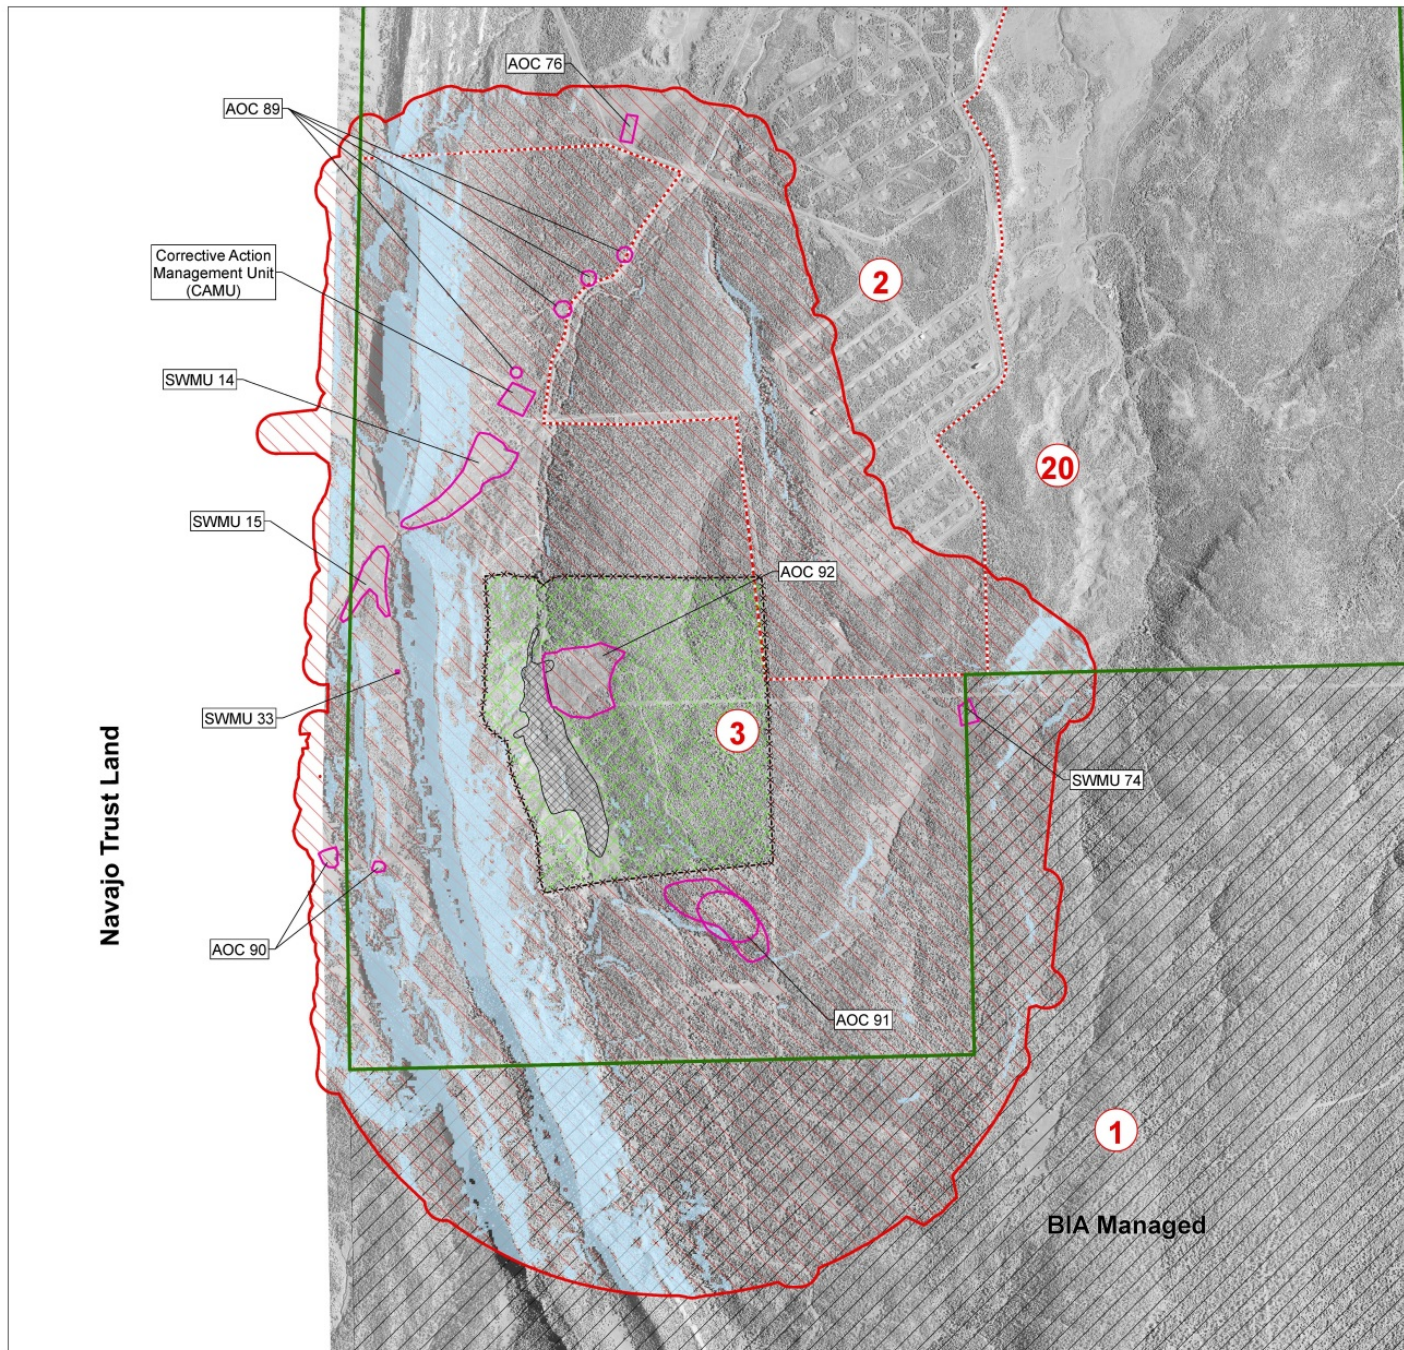 AOC 76
AOC 89
Corrective Action
Management Unit
(CAMU)
2
SWMU 14
20
SWMU 15
AOC 92
SWMU 33
3
SWMU 74
Navajo Trust Land
AOC 90
AOC 91
1
BIA Managed